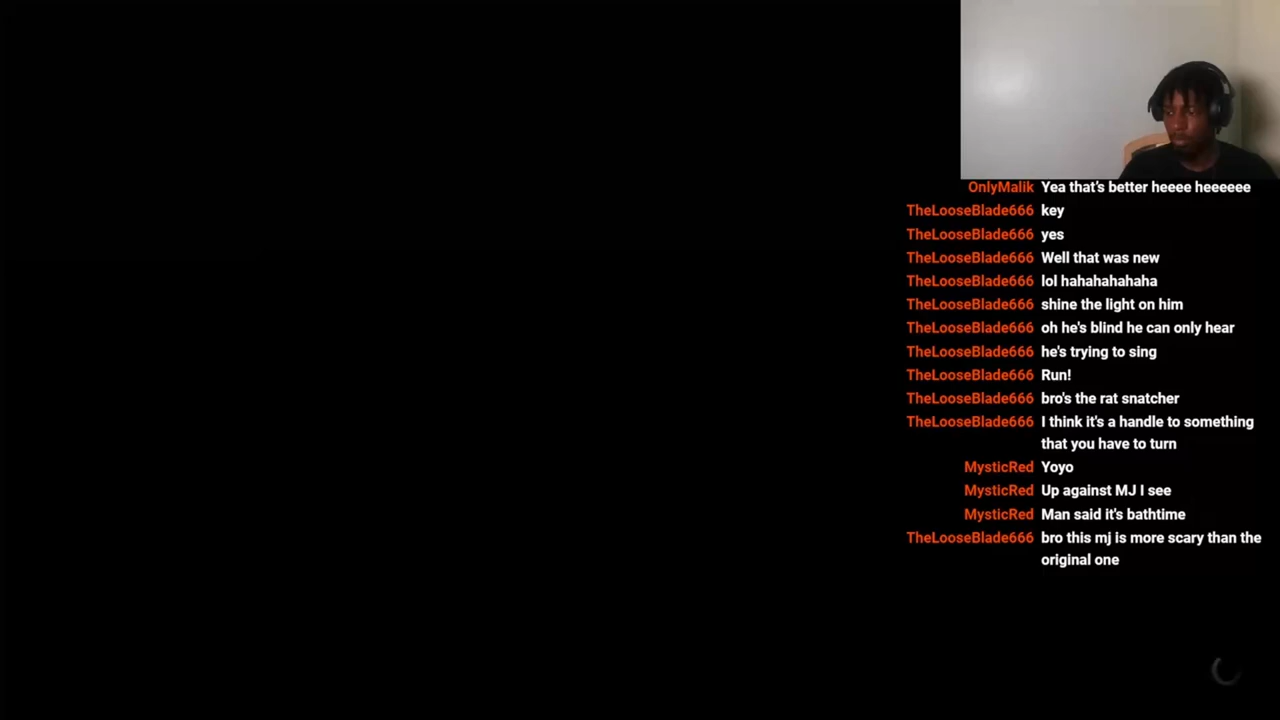 OnlyMalik Yea that’s better heeee heeeeee
TheLooseBlade666 key
TheLooseBlade666 yes
TheLooseBlade666 Well that was new
TheLooseBlade666 lol hahahahahaha
TheLooseBlade666 shine the light on him
TheLooseBlade666 oh he's blind he can only hear
TheLooseBlade666 he's trying to sing
TheLooseBlade666 Run!
TheLooseBlade666 bro's the rat snatcher
TheLooseBlade666 I think it's a handle to something
that you have to turn
MysticRed Yoyo
MysticRed Up against MJ I see
MysticRed Man said it's bathtime
TheLooseBlade666 bro this mj is more scary than the
original one